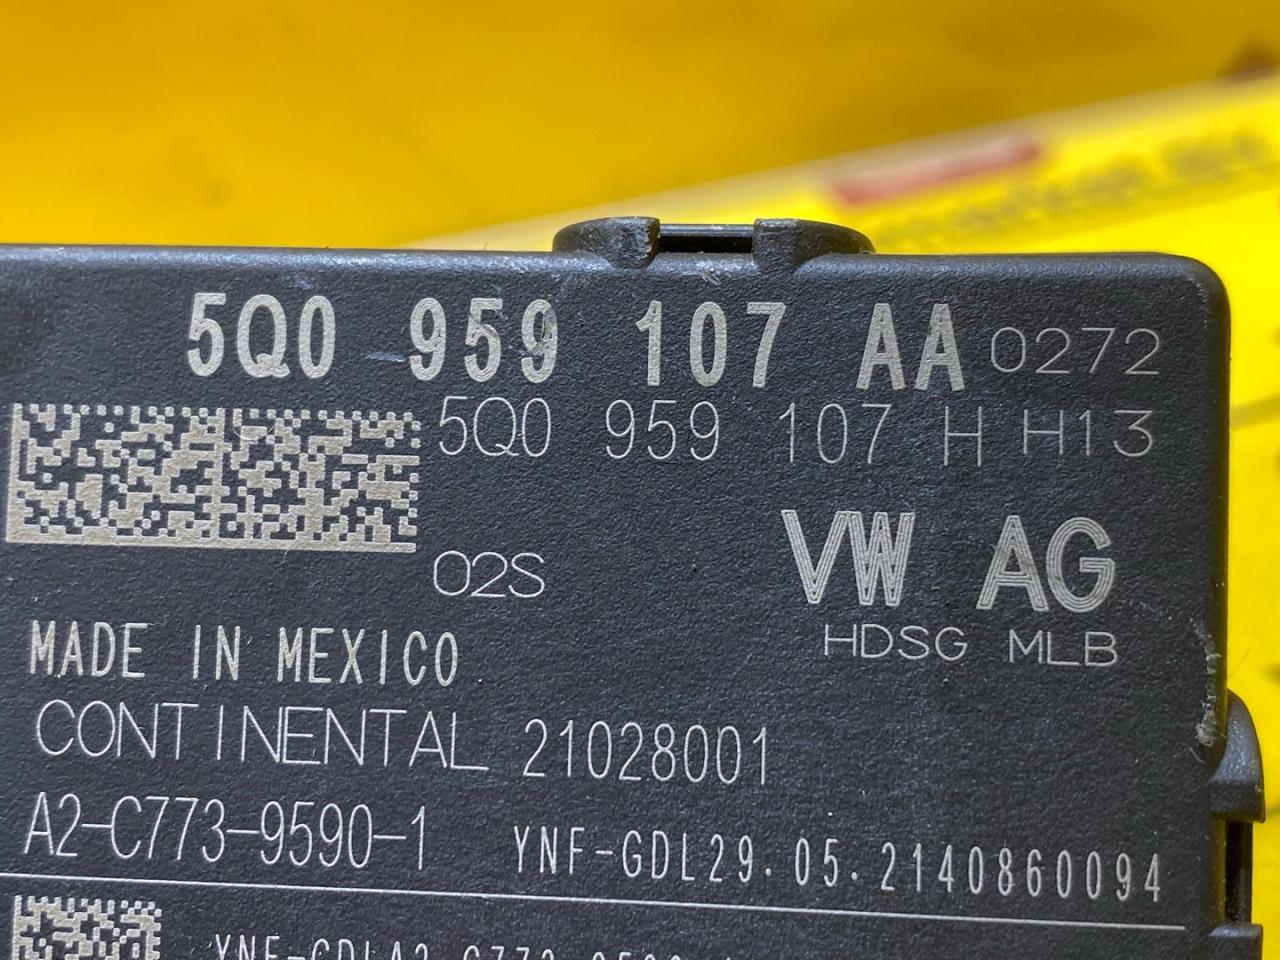 5Q0 959 107 AA 0272
5Q0 959 107 H H13
02S
VW AG
HDSG MLB
MADE IN MEXICO
CONTINENTAL 21028001
A2-C773-9590-1
YNF-GDL29.05.2140860094